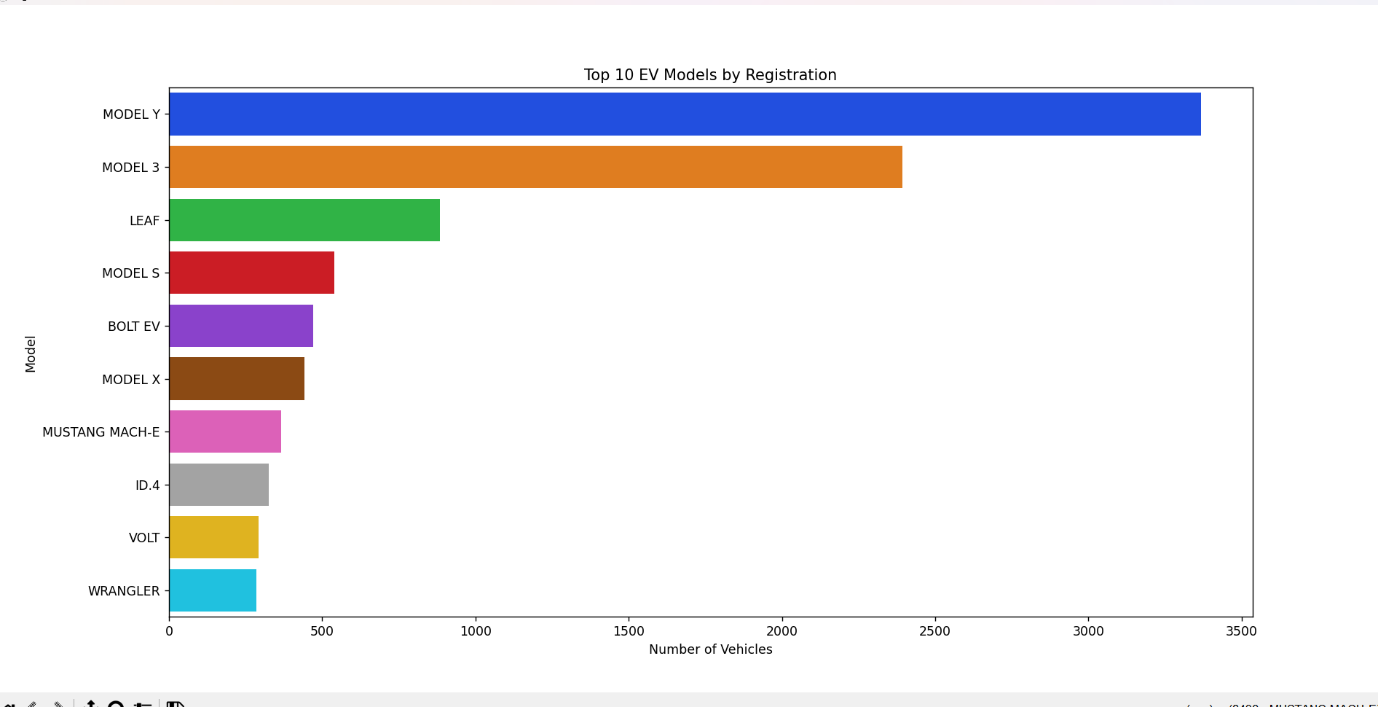 Top 10 EV Models by Registration
MODEL Y
MODEL 3
LEAF
MODEL S
BOLT EV
MODEL X
MUSTANG MACH-E
ID.4
VOLT
WRANGLER
Model
0 500 1000 1500 2000 2500 3000 3500
Number of Vehicles